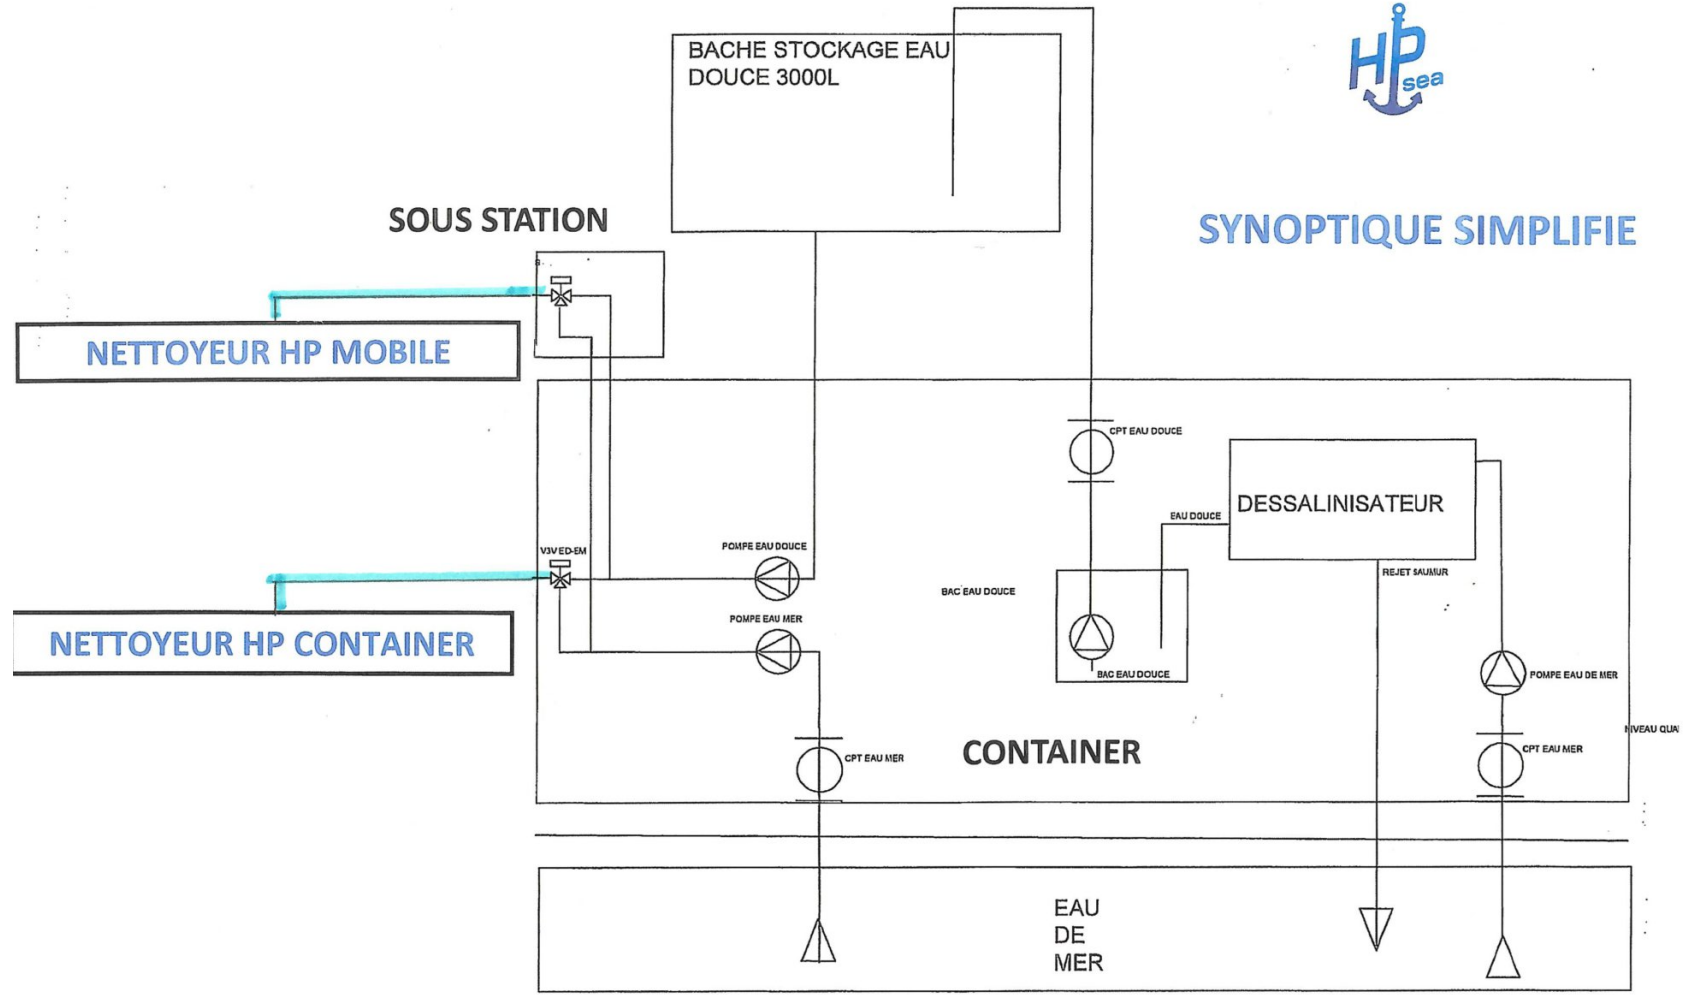 BACHE STOCKAGE EAU
DOUCE 3000L
HP
sea
SOUS STATION
SYNOPTIQUE SIMPLIFIE
NETTOYEUR HP MOBILE
CPT EAU DOUCE
DESSALINISATEUR
EAU DOUCE
V3V ED-EM
POMPE EAU DOUCE
REJET SAUMUR
BAC EAU DOUCE
POMPE EAU MER
NETTOYEUR HP CONTAINER
BAC EAU DOUCE
POMPE EAU DE MER
NIVEAU QUA
CONTAINER
CPT EAU MER
CPT EAU MER
EAU
DE
MER